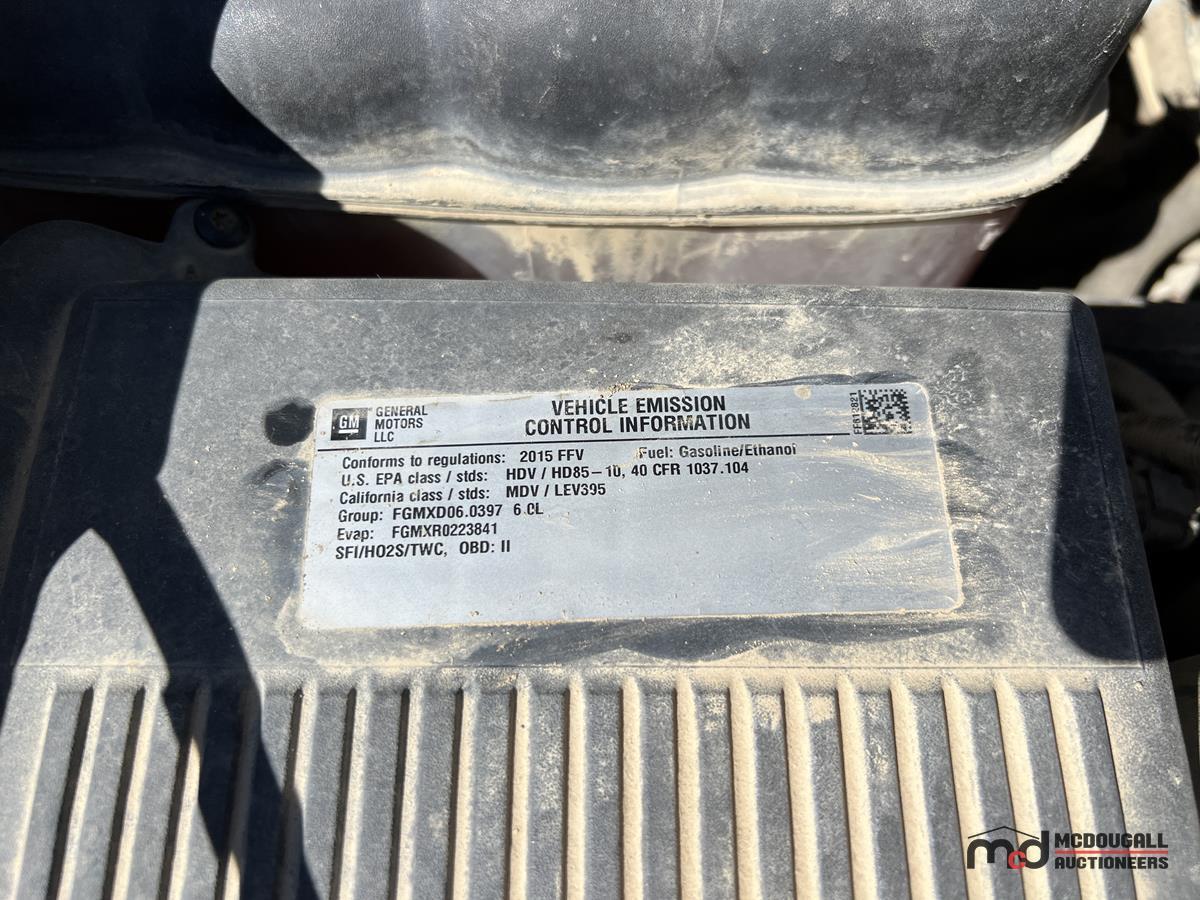 GM GENERAL
MOTORS
LLC
VEHICLE EMISSION
CONTROL INFORMATION
FFR12821
Conforms to regulations: 2015 FFV Fuel: Gasoline/Ethanol
U.S. EPA class / stds: HDV / HD85-10, 40 CFR 1037.104
California class / stds: MDV / LEV395
Group: FGMXD06.0397 6 CL
Evap: FGMXR0223841
SFI/HO2S/TWC, OBD: II
mcd MCDOUGALL
AUCTIONEERS